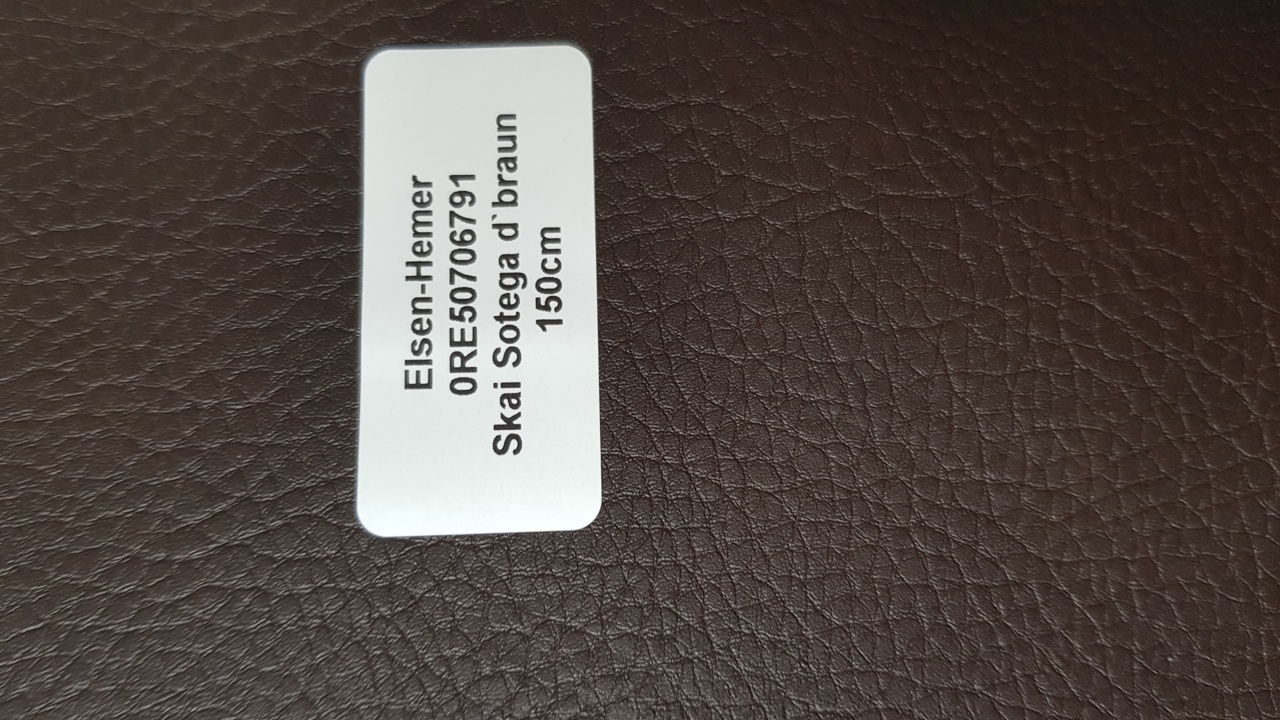 Elsen-Hemer
0RE50706791
Skai Sotega d`braun
150cm